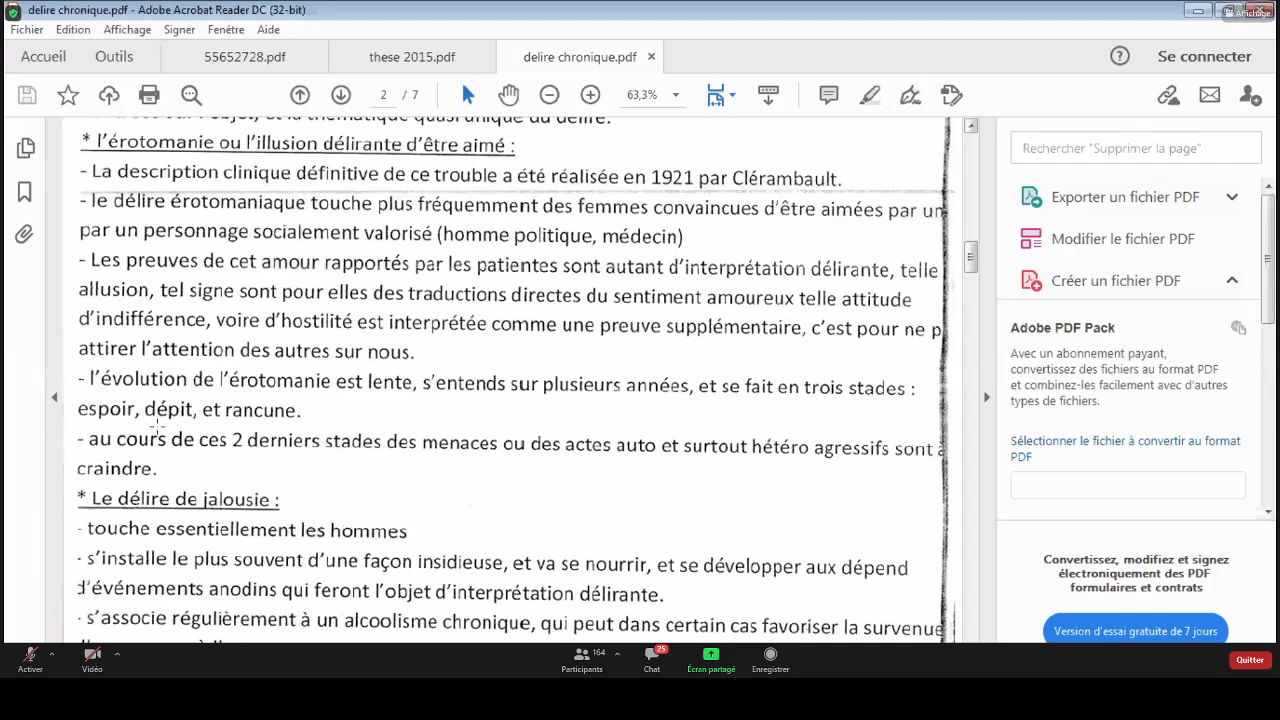 delire chronique.pdf - Adobe Acrobat Reader DC (32-bit)
Affichage
Fichier Edition Affichage Signer Fenêtre Aide
Accueil Outils 55652728.pdf these 2015.pdf delire chronique.pdf × ? Se connecter
2 / 7 63,3%
l'objet, et la thématique quasi unique du délire.
* l'érotomanie ou l'illusion délirante d'être aimé :
- La description clinique définitive de ce trouble a été réalisée en 1921 par Clérambault.
- le délire érotomaniaque touche plus fréquemment des femmes convaincues d'être aimées par un
par un personnage socialement valorisé (homme politique, médecin)
- Les preuves de cet amour rapportés par les patientes sont autant d'interprétation délirante, telle
allusion, tel signe sont pour elles des traductions directes du sentiment amoureux telle attitude
d'indifférence, voire d'hostilité est interprétée comme une preuve supplémentaire, c'est pour ne p
attirer l'attention des autres sur nous.
- l'évolution de l'érotomanie est lente, s'entends sur plusieurs années, et se fait en trois stades :
espoir, dépit, et rancune.
- au cours de ces 2 derniers stades des menaces ou des actes auto et surtout hétéro agressifs sont à
craindre.
* Le délire de jalousie :
- touche essentiellement les hommes
- s'installe le plus souvent d'une façon insidieuse, et va se nourrir, et se développer aux dépend
d'événements anodins qui feront l'objet d'interprétation délirante.
- s'associe régulièrement à un alcoolisme chronique, qui peut dans certain cas favoriser la survenue
Rechercher "Supprimer la page"
Exporter un fichier PDF
Modifier le fichier PDF
Créer un fichier PDF
Adobe PDF Pack
Avec un abonnement payant,
convertissez des fichiers au format PDF
et combinez-les facilement avec d'autres
types de fichiers.
Sélectionner le fichier à convertir au format
PDF
Convertissez, modifiez et signez
électroniquement des PDF
formulaires et contrats
Version d'essai gratuite de 7 jours
Activer Vidéo Participants 164 Chat 25 Écran partagé Enregistrer Quitter